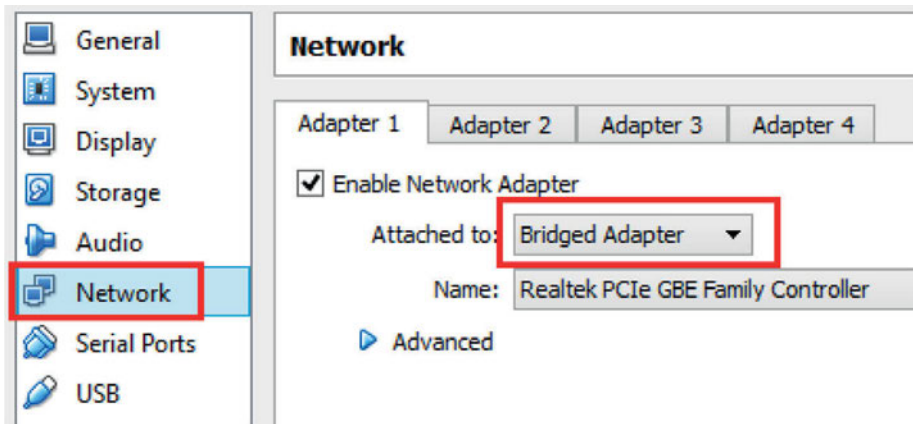 General
System
Display
Storage
Audio
Network
Serial Ports
USB
Network
Adapter 1 Adapter 2 Adapter 3 Adapter 4
Enable Network Adapter
Attached to: Bridged Adapter
Name: Realtek PCIe GBE Family Controller
Advanced